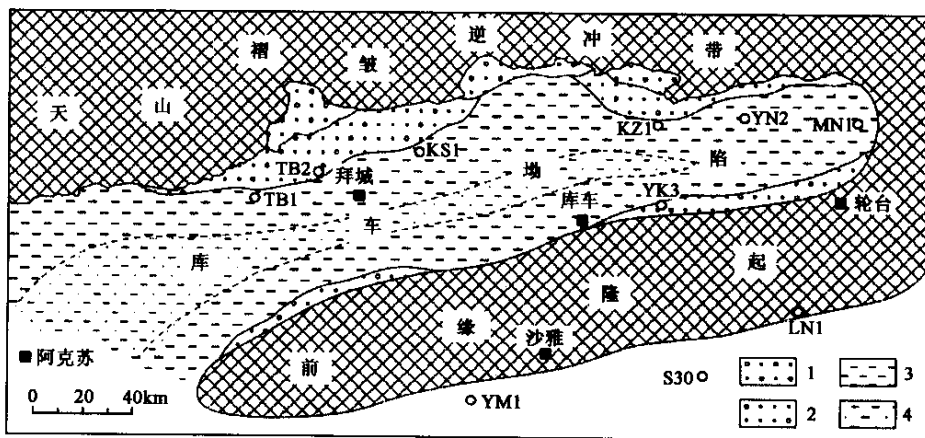 天 山 褶 皱 逆 冲 带
KZ1 YN2 MN1
KS1
TB2
拜城
TB1
YK3
库车
轮台
库 车 坳 陷
前 缘 隆 起
沙雅
LN1
阿克苏
0 20 40km
YM1
S30
1 3
2 4